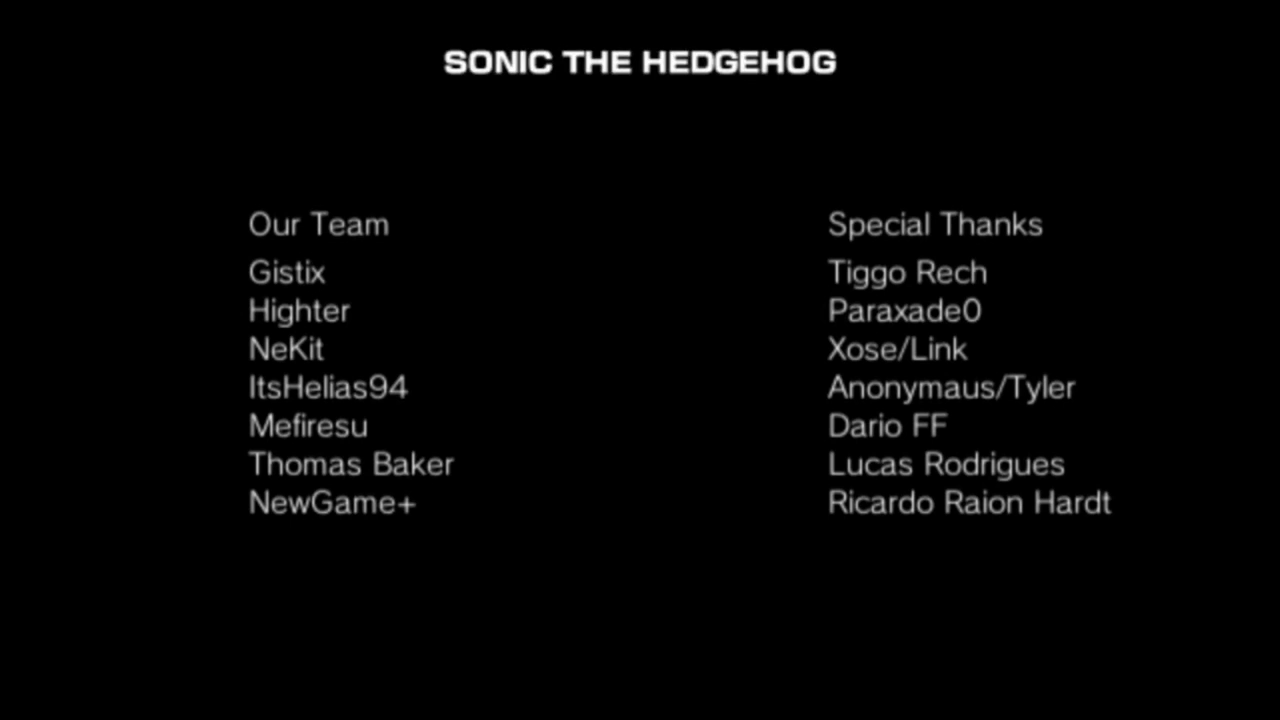 SONIC THE HEDGEHOG
Our Team
Gistix
Highter
NeKit
ItsHelias94
Mefiresu
Thomas Baker
NewGame+
Special Thanks
Tiggo Rech
Paraxade0
Xose/Link
Anonymaus/Tyler
Dario FF
Lucas Rodrigues
Ricardo Raion Hardt